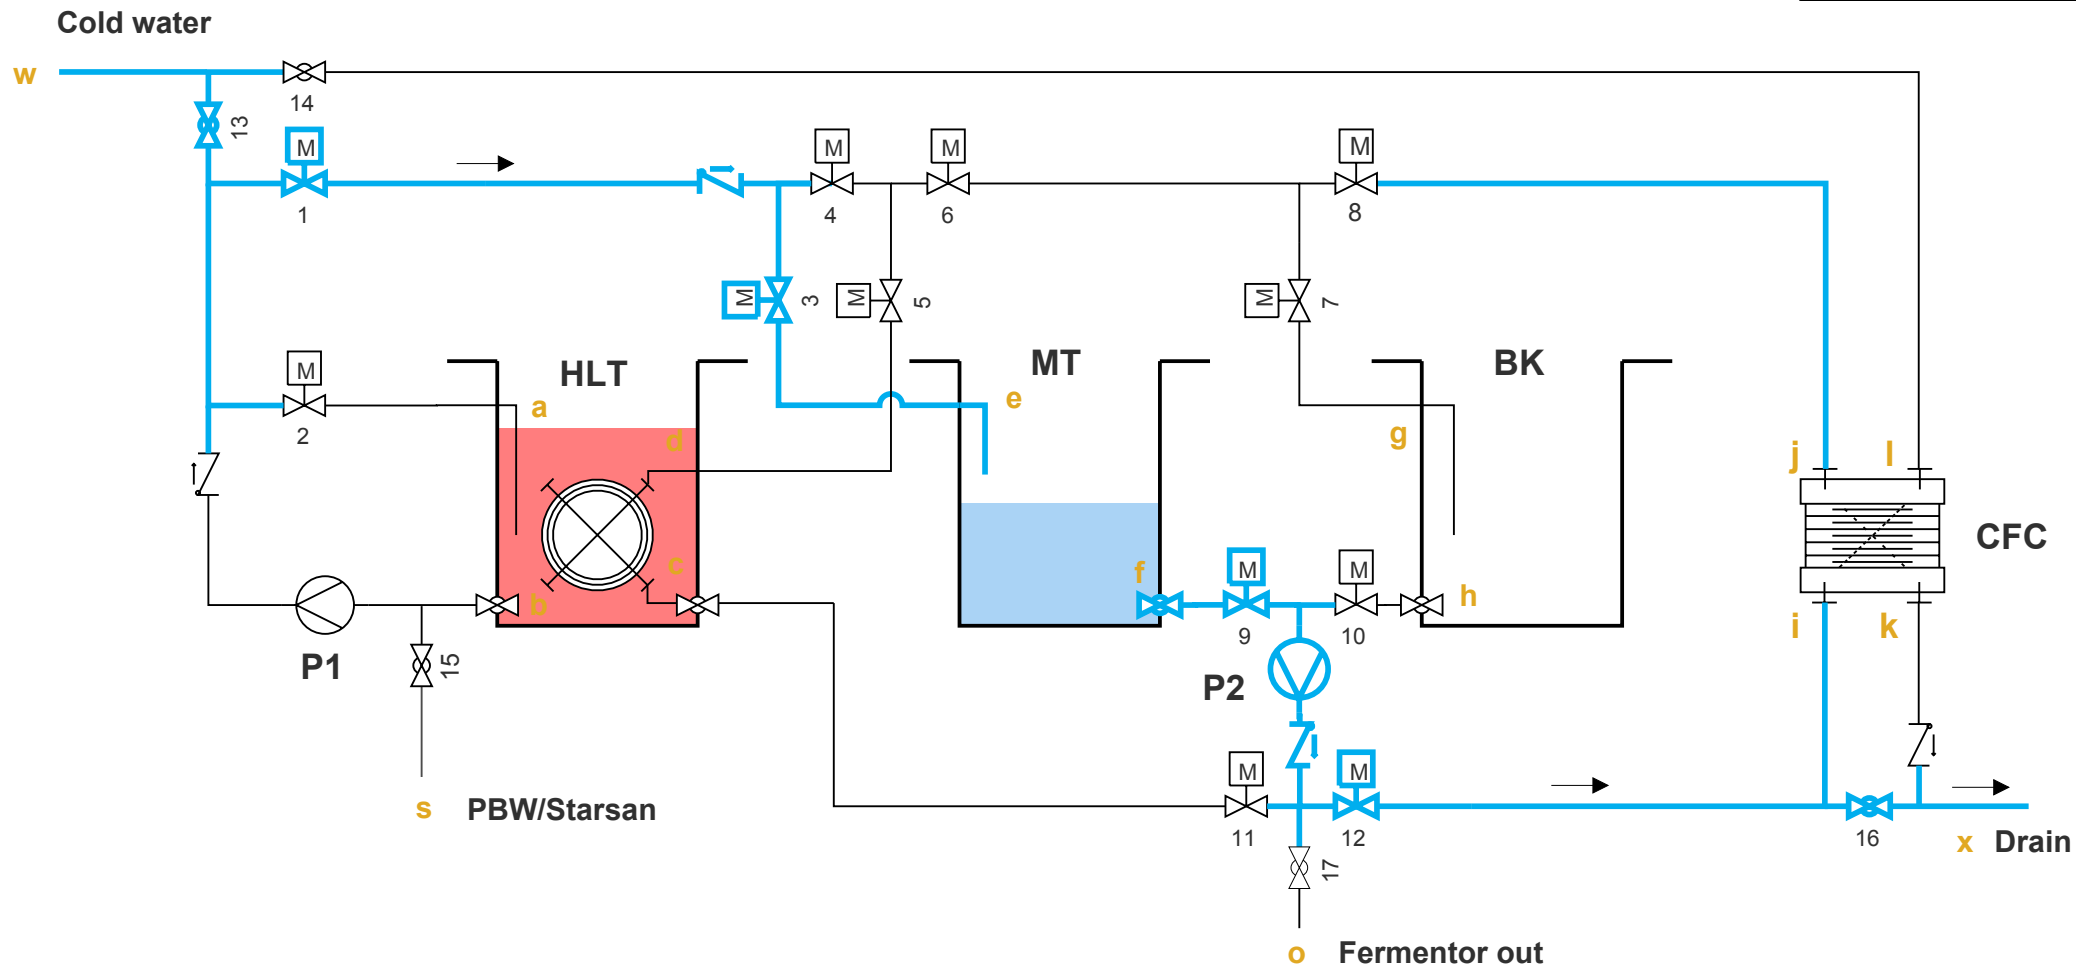 Cold water
w
14
13
M
M
M
M
1
4
6
8
M
M
M
3
5
7
M
HLT
MT
BK
a
e
2
d
g
j
l
c
CFC
f
M
M
b
h
9
10
i
k
P1
15
P2
M
M
s
PBW/Starsan
11
12
16
x
Drain
17
o
Fermentor out